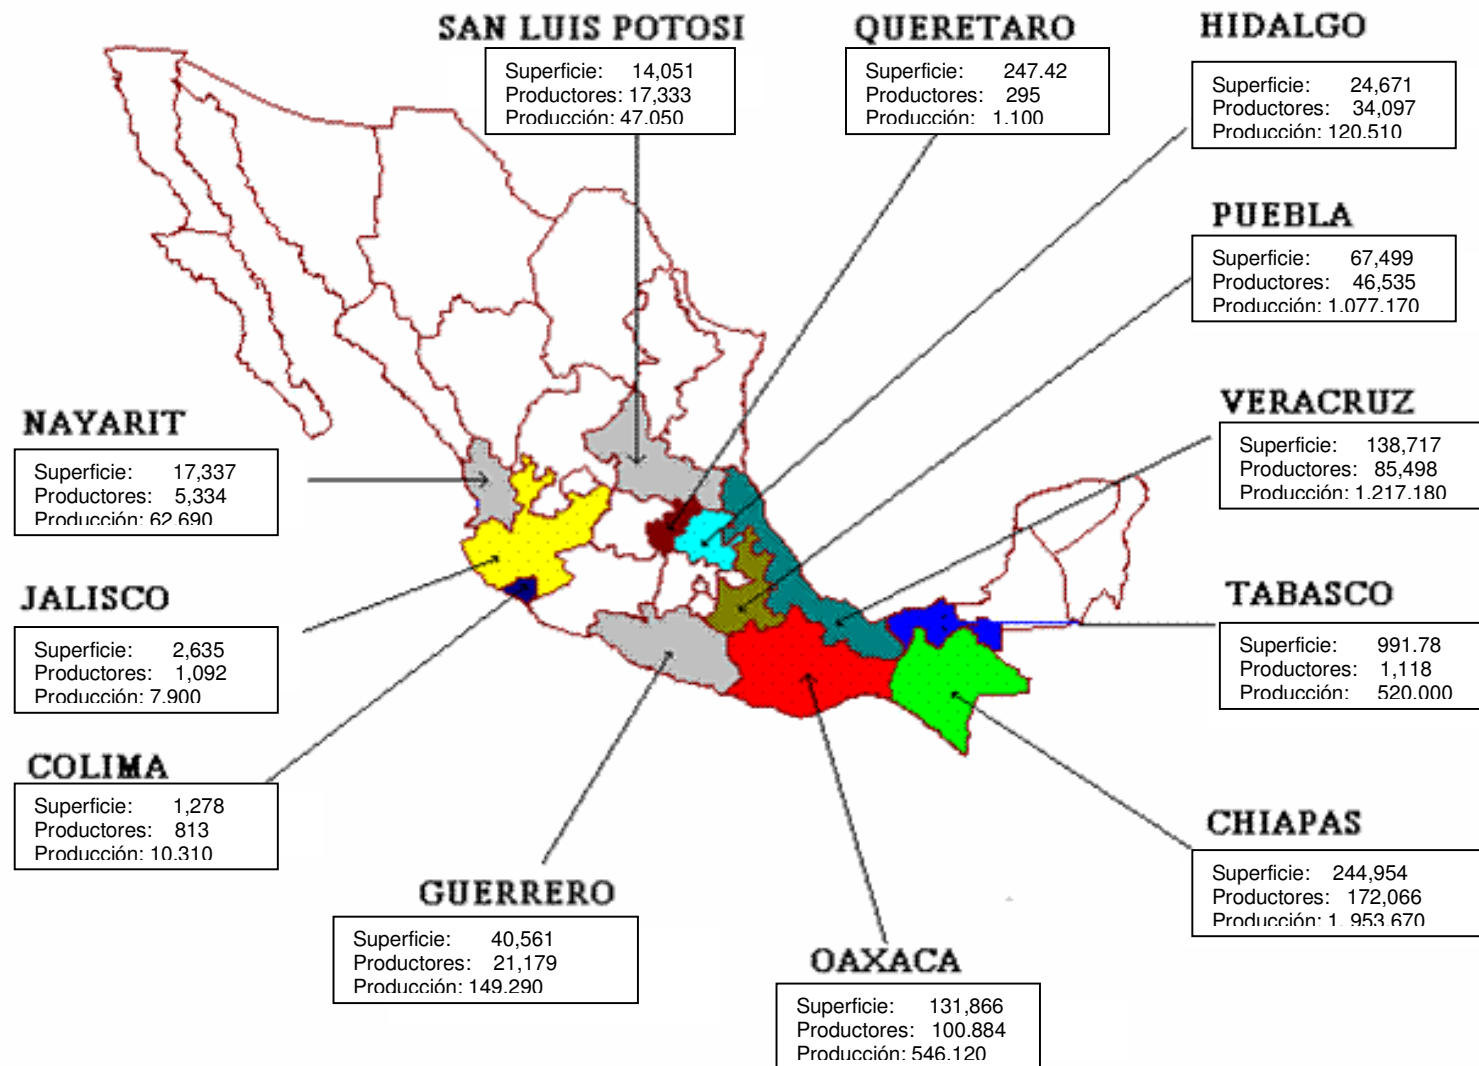 SAN LUIS POTOSI
Superficie: 14,051
Productores: 17,333
Producción: 47.050
QUERETARO
Superficie: 247.42
Productores: 295
Producción: 1.100
HIDALGO
Superficie: 24,671
Productores: 34,097
Producción: 120.510
PUEBLA
Superficie: 67,499
Productores: 46,535
Producción: 1.077.170
VERACRUZ
Superficie: 138,717
Productores: 85,498
Producción: 1.217.180
NAYARIT
Superficie: 17,337
Productores: 5,334
Producción: 62.690
JALISCO
Superficie: 2,635
Productores: 1,092
Producción: 7.900
TABASCO
Superficie: 991.78
Productores: 1,118
Producción: 520.000
COLIMA
Superficie: 1,278
Productores: 813
Producción: 10.310
CHIAPAS
Superficie: 244,954
Productores: 172,066
Producción: 1. 953.670
GUERRERO
Superficie: 40,561
Productores: 21,179
Producción: 149.290
OAXACA
Superficie: 131,866
Productores: 100.884
Producción: 546.120